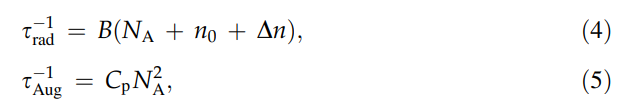 τ_rad^{-1} = B(N_A + n_0 + Δn), (4)
τ_Aug^{-1} = C_p N_A^2, (5)